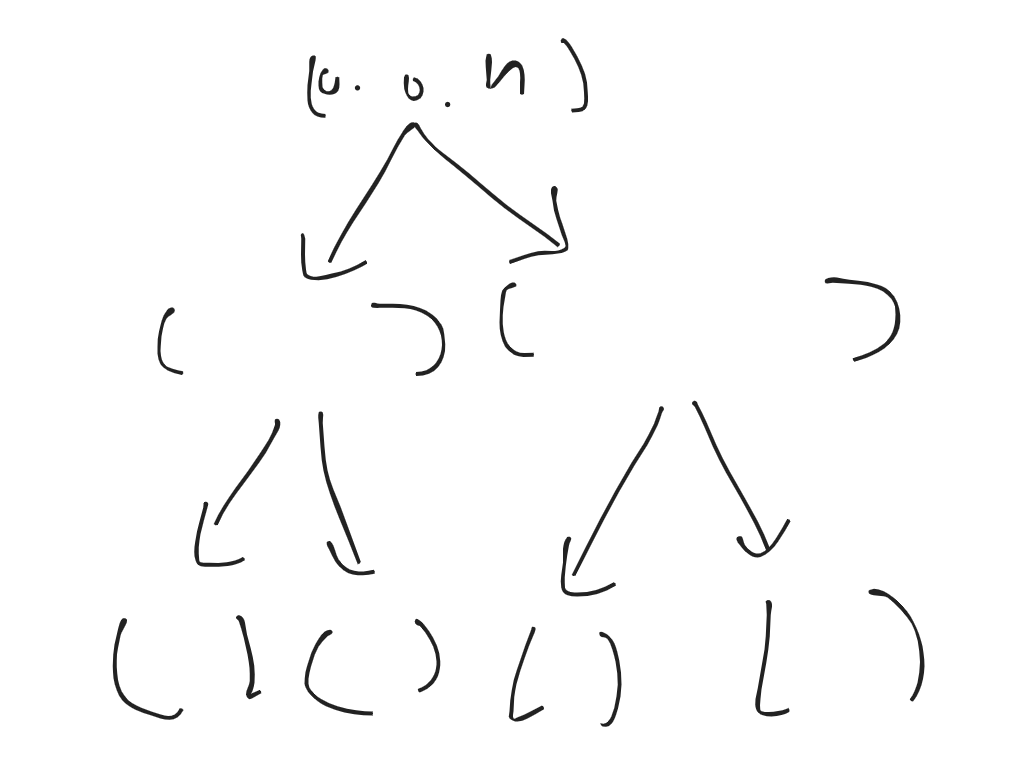 (0. 0. n )
( ) ( )
( ) ( ) ( ) ( )